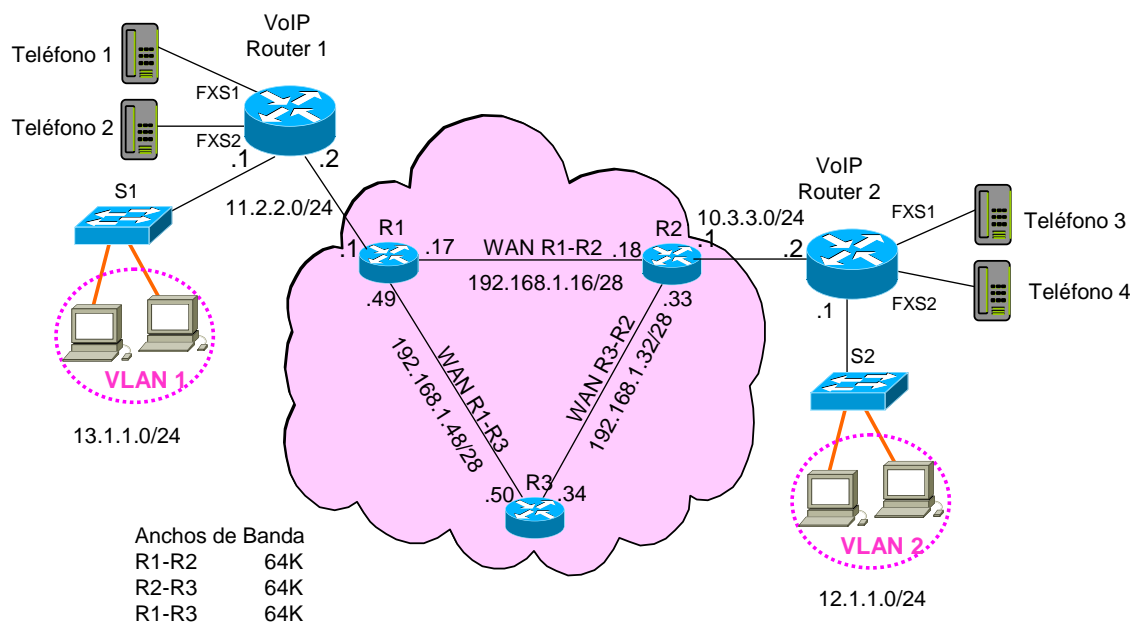 VoIP
Router 1
Teléfono 1
FXS1
Teléfono 2
FXS2
.1
.2
S1
11.2.2.0/24
VLAN 1
13.1.1.0/24
R1
.1
.17
WAN R1-R2
.18
192.168.1.16/28
R2
.1
10.3.3.0/24
.49
.33
WAN R1-R3
192.168.1.48/28
WAN R3-R2
192.168.1.32/28
R3
.50
.34
VoIP
Router 2
.2
FXS1
Teléfono 3
FXS2
Teléfono 4
.1
S2
VLAN 2
12.1.1.0/24
Anchos de Banda
R1-R2 64K
R2-R3 64K
R1-R3 64K